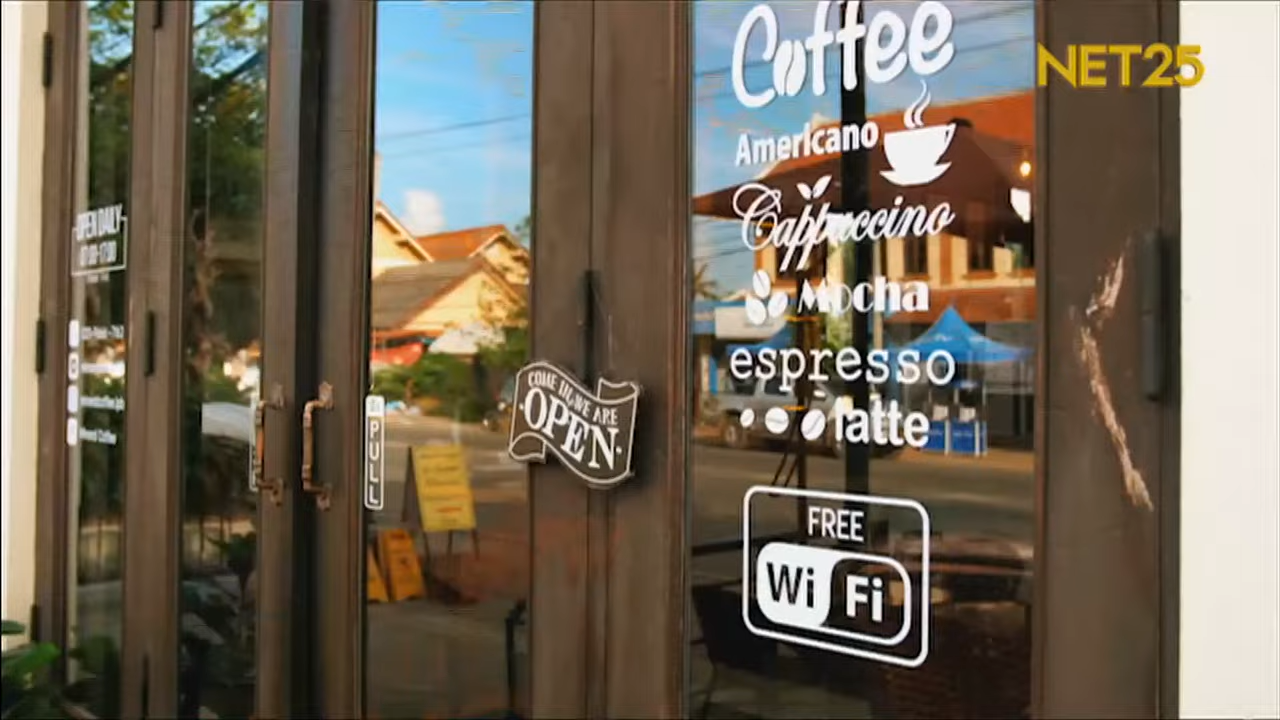 Coffee
NET25
Americano
Cappuccino
Mocha
espresso
latte
OPEN DAILY
COME IN, WE ARE
OPEN
PULL
FREE
Wi Fi